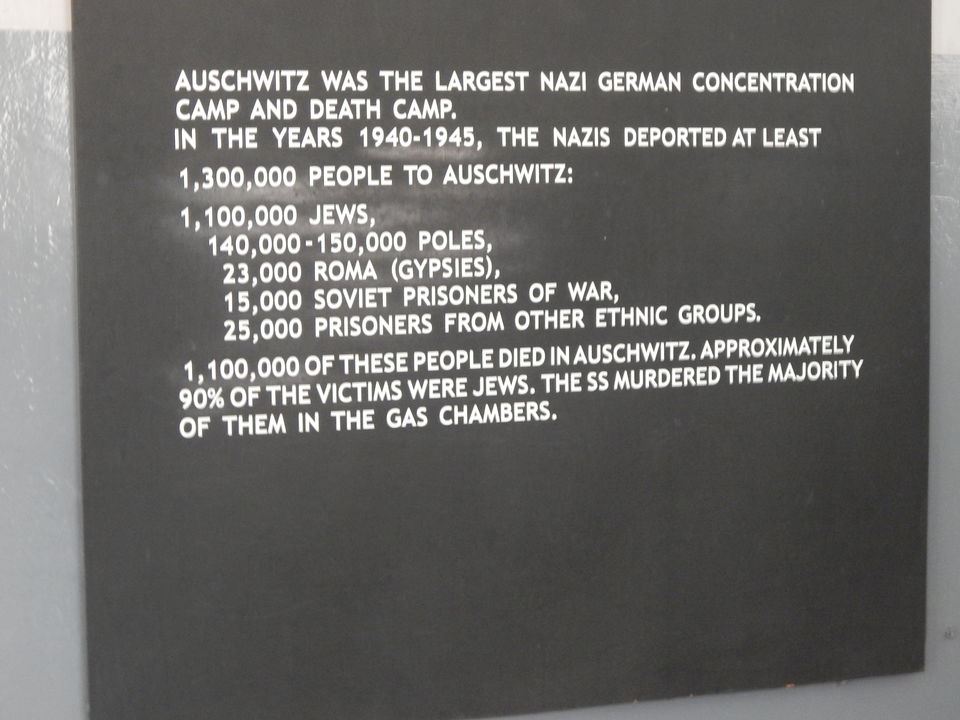 AUSCHWITZ WAS THE LARGEST NAZI GERMAN CONCENTRATION
CAMP AND DEATH CAMP.
IN THE YEARS 1940-1945, THE NAZIS DEPORTED AT LEAST
1,300,000 PEOPLE TO AUSCHWITZ:
1,100,000 JEWS,
140,000-150,000 POLES,
23,000 ROMA (GYPSIES),
15,000 SOVIET PRISONERS OF WAR,
25,000 PRISONERS FROM OTHER ETHNIC GROUPS.
1,100,000 OF THESE PEOPLE DIED IN AUSCHWITZ. APPROXIMATELY
90% OF THE VICTIMS WERE JEWS. THE SS MURDERED THE MAJORITY
OF THEM IN THE GAS CHAMBERS.